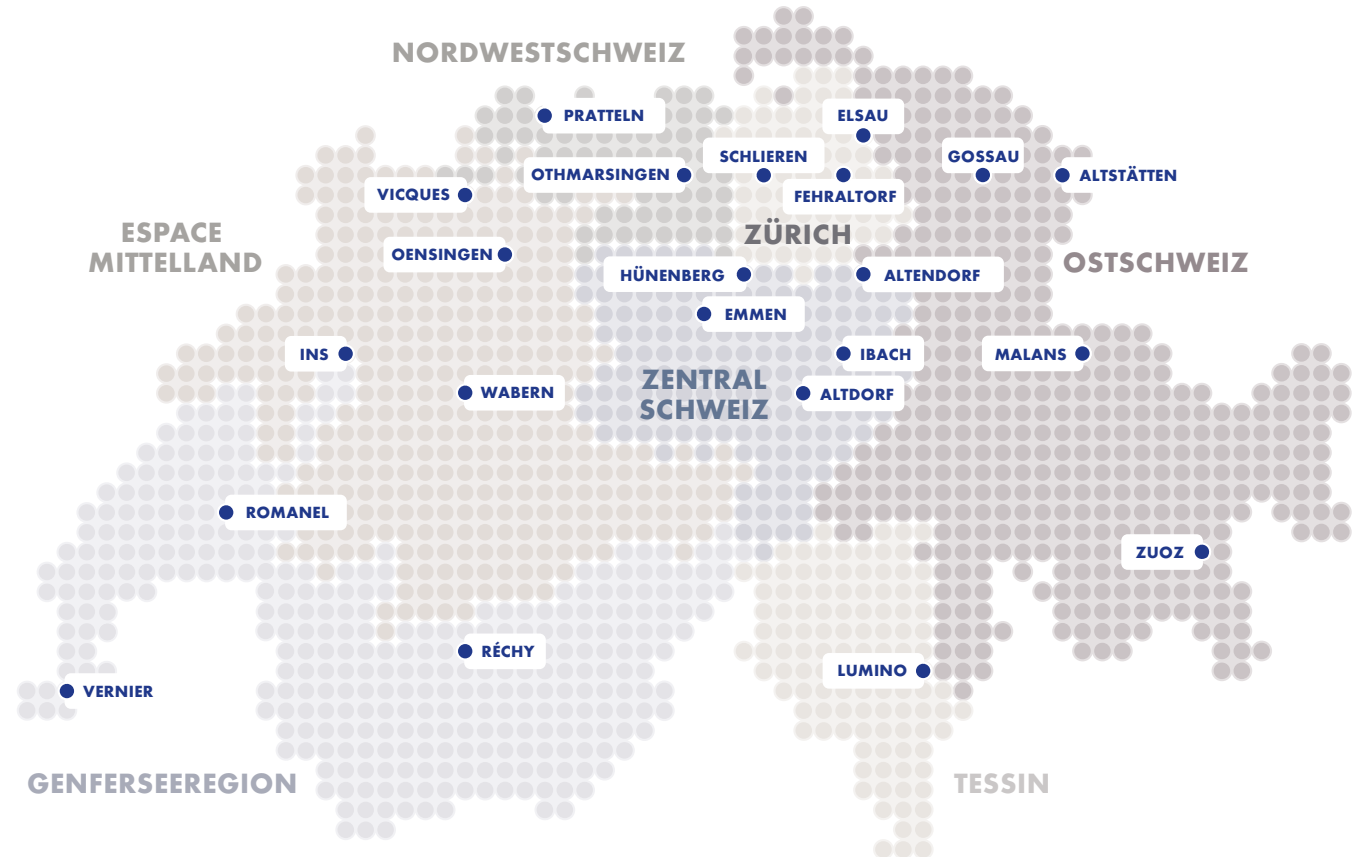 NORDWESTSCHWEIZ
PRATTELN
ELSAU
SCHLIEREN
GOSSAU
OTHMARSINGEN
ALTSTÄTTEN
VICQUES
FEHRALTORF
ESPACE
MITTELLAND
ZÜRICH
OENSINGEN
OSTSCHWEIZ
HÜNENBERG
ALTENDORF
EMMEN
INS
IBACH
MALANS
ZENTRAL
SCHWEIZ
WABERN
ALTDORF
ROMANEL
ZUOZ
RÉCHY
LUMINO
VERNIER
GENFERSEEREGION
TESSIN